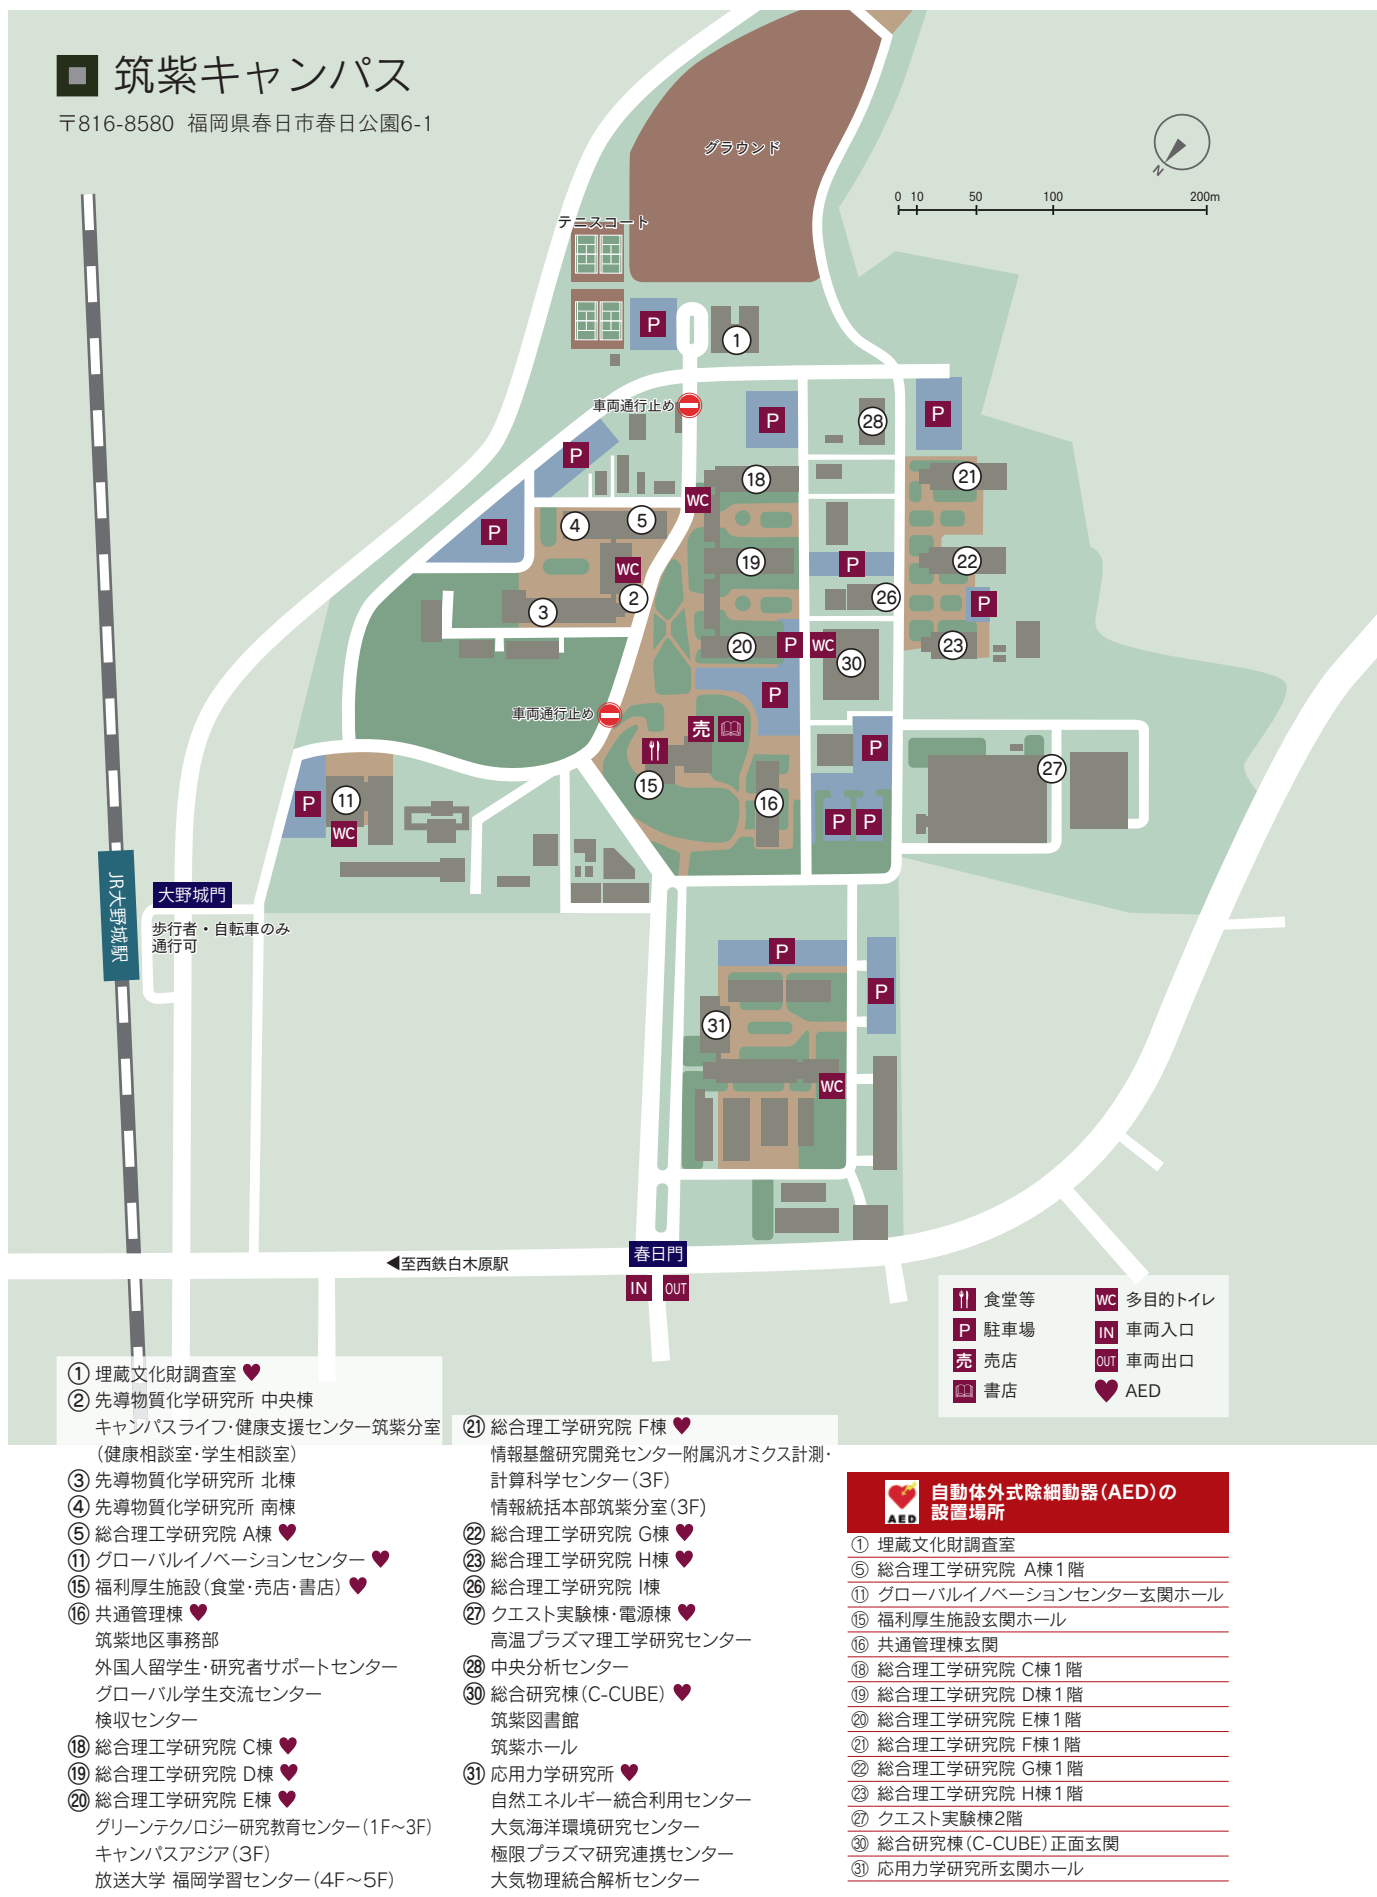 筑紫キャンパス
〒816-8580 福岡県春日市春日公園6-1
グラウンド
N
0 10 50 100 200m
テニスコート
P
1
車両通行止め
P
28
P
P
18
21
WC
4
5
P
19
P
22
WC
2
26
P
3
20
P
WC
30
23
P
車両通行止め
売
P
27
15
16
11
P
WC
P
P
JR大野城駅
大野城門
歩行者・自転車のみ
通行可
P
P
31
WC
◀至西鉄白木原駅
春日門
IN
OUT
食堂等
WC 多目的トイレ
P 駐車場
IN 車両入口
売 売店
OUT 車両出口
書店
AED
① 埋蔵文化財調査室 ♥
② 先導物質化学研究所 中央棟
キャンパスライフ・健康支援センター筑紫分室
（健康相談室・学生相談室）
③ 先導物質化学研究所 北棟
④ 先導物質化学研究所 南棟
⑤ 総合理工学研究院 A棟 ♥
⑪ グローバルイノベーションセンター ♥
⑮ 福利厚生施設（食堂・売店・書店） ♥
⑯ 共通管理棟 ♥
筑紫地区事務部
外国人留学生・研究者サポートセンター
グローバル学生交流センター
検収センター
⑱ 総合理工学研究院 C棟 ♥
⑲ 総合理工学研究院 D棟 ♥
⑳ 総合理工学研究院 E棟 ♥
グリーンテクノロジー研究教育センター（1F〜3F）
キャンパスアジア（3F）
放送大学 福岡学習センター（4F〜5F）
㉑ 総合理工学研究院 F棟 ♥
情報基盤研究開発センター附属汎オミクス計測・
計算科学センター（3F）
情報統括本部筑紫分室（3F）
㉒ 総合理工学研究院 G棟 ♥
㉓ 総合理工学研究院 H棟 ♥
㉖ 総合理工学研究院 I棟
㉗ クエスト実験棟・電源棟 ♥
高温プラズマ理工学研究センター
㉘ 中央分析センター
㉚ 総合研究棟（C-CUBE） ♥
筑紫図書館
筑紫ホール
㉛ 応用力学研究所 ♥
自然エネルギー統合利用センター
大気海洋環境研究センター
極限プラズマ研究連携センター
大気物理統合解析センター
AED
自動体外式除細動器（AED）の
設置場所
① 埋蔵文化財調査室
⑤ 総合理工学研究院 A棟1階
⑪ グローバルイノベーションセンター玄関ホール
⑮ 福利厚生施設玄関ホール
⑯ 共通管理棟玄関
⑱ 総合理工学研究院 C棟1階
⑲ 総合理工学研究院 D棟1階
⑳ 総合理工学研究院 E棟1階
㉑ 総合理工学研究院 F棟1階
㉒ 総合理工学研究院 G棟1階
㉓ 総合理工学研究院 H棟1階
㉗ クエスト実験棟2階
㉚ 総合研究棟（C-CUBE）正面玄関
㉛ 応用力学研究所玄関ホール